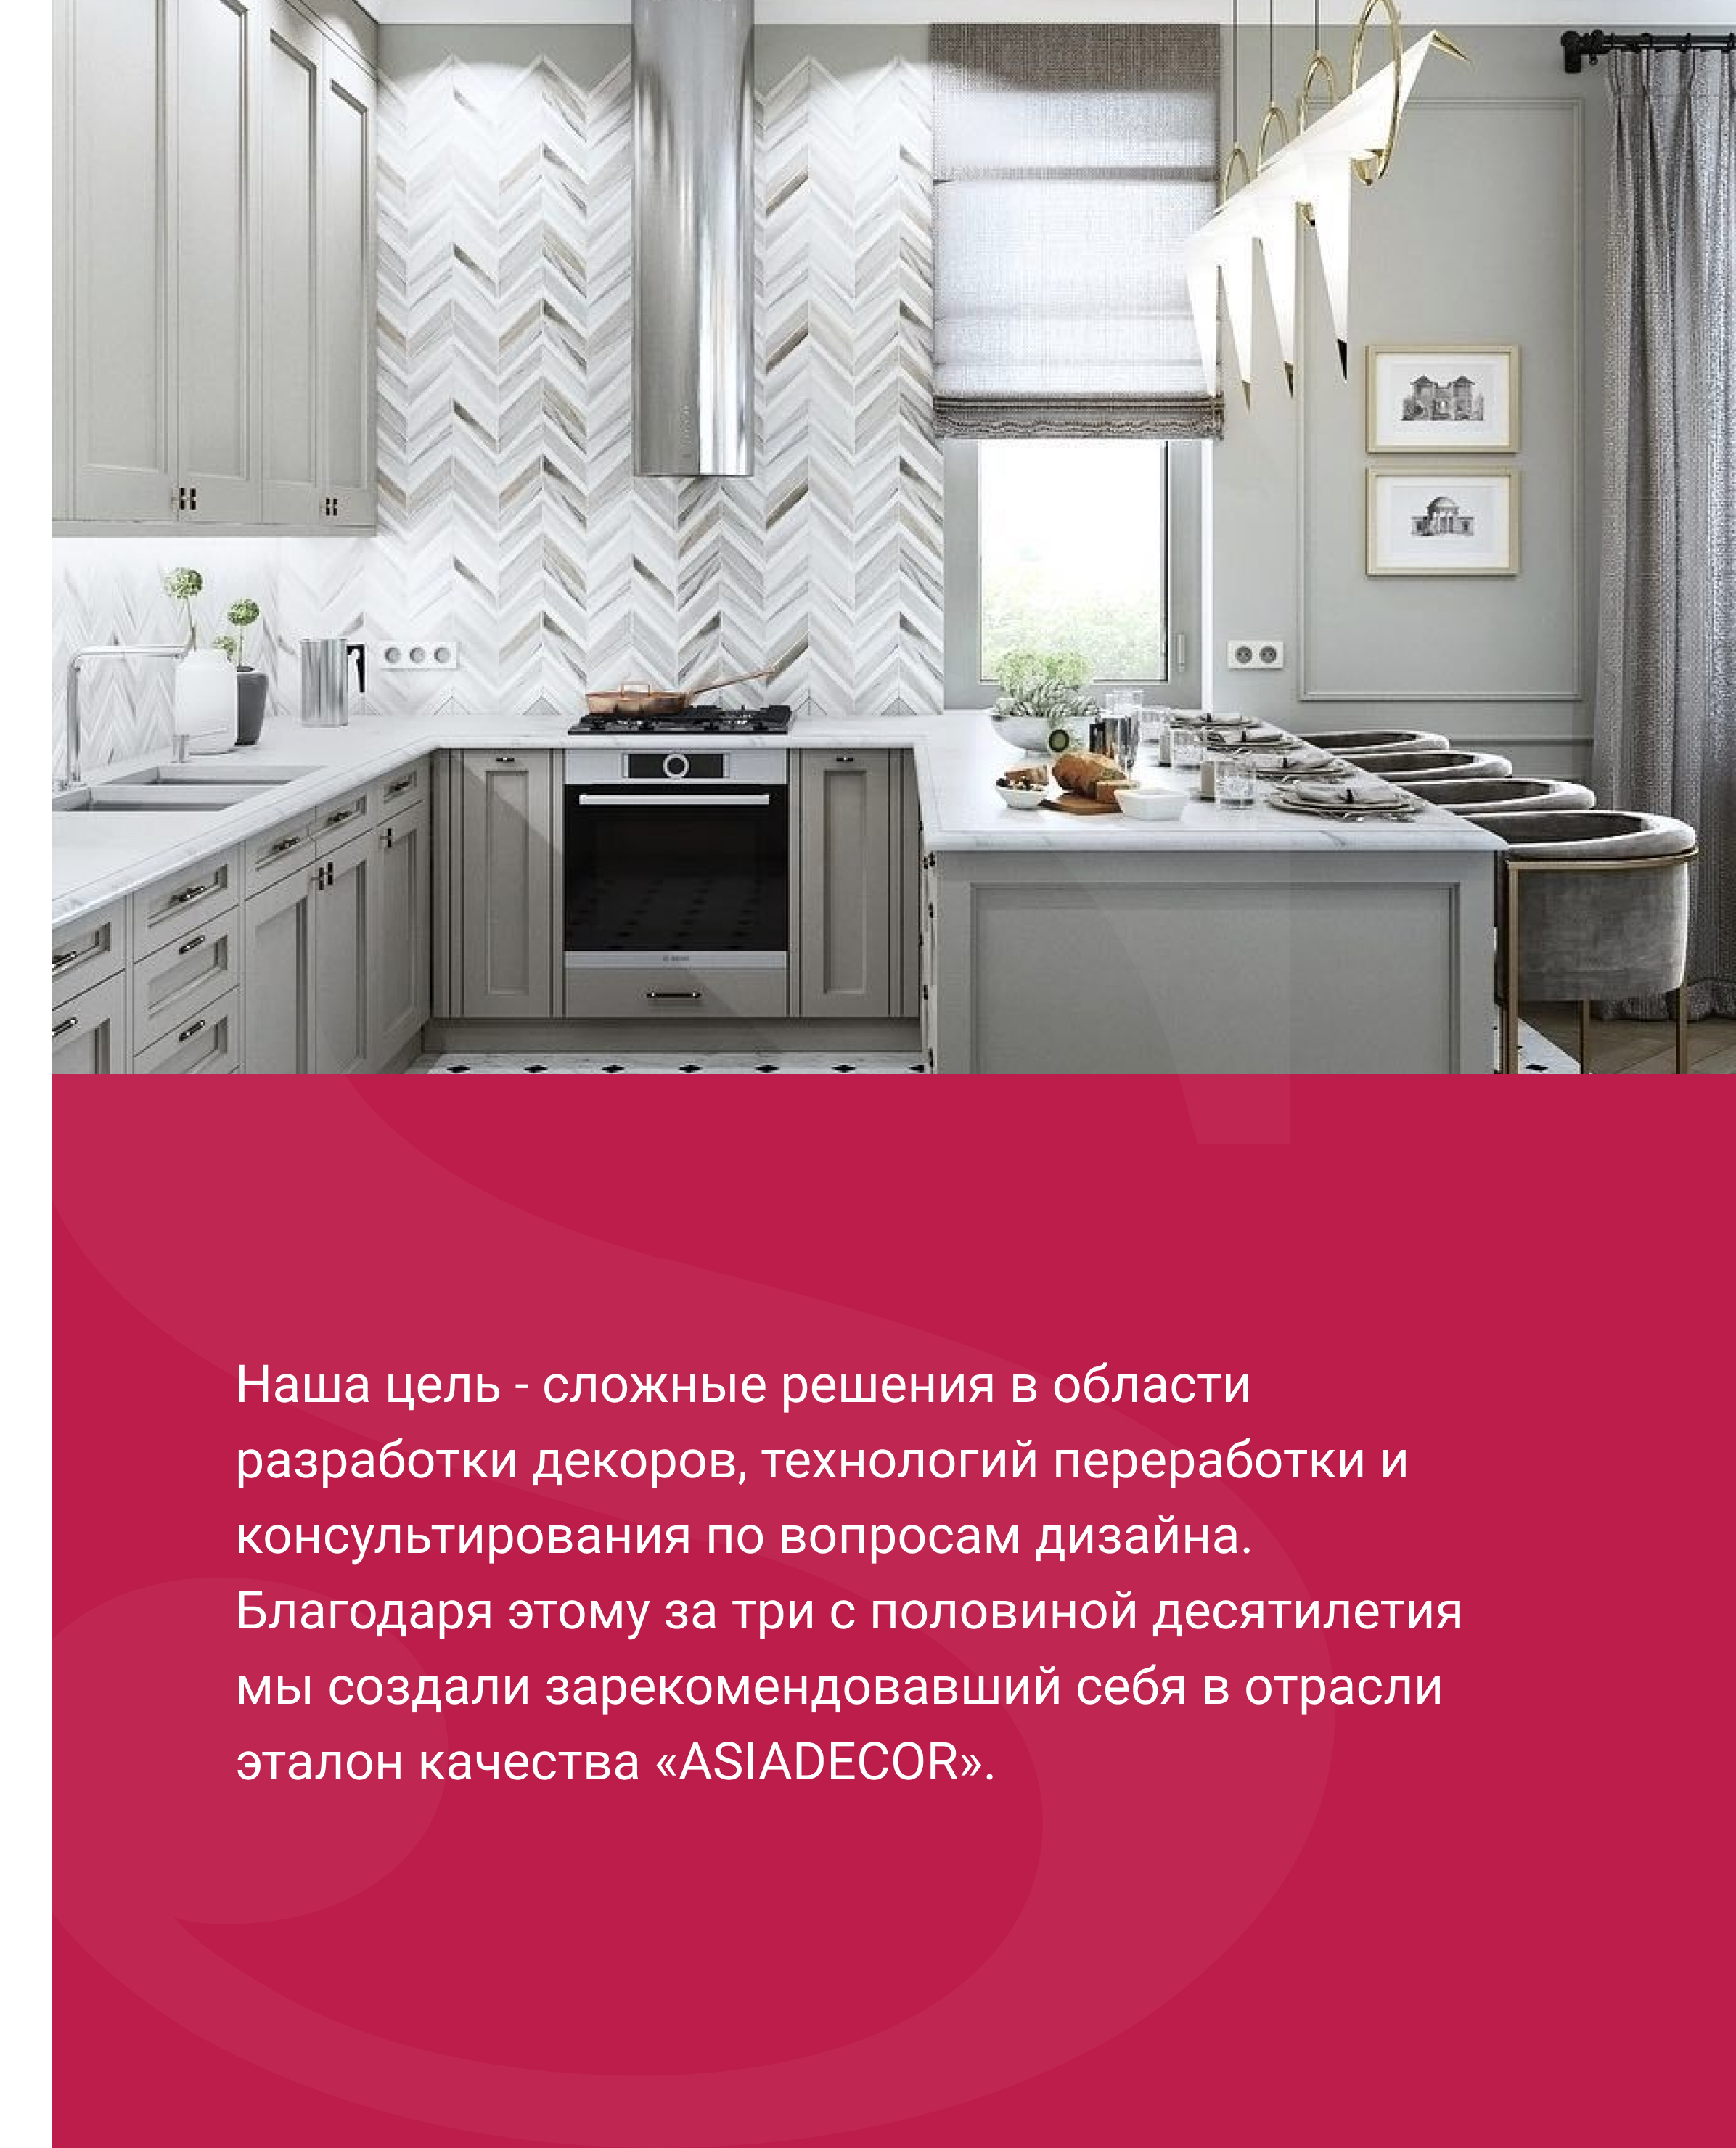 Наша цель - сложные решения в области
разработки декоров, технологий переработки и
консультирования по вопросам дизайна.
Благодаря этому за три с половиной десятилетия
мы создали зарекомендовавший себя в отрасли
эталон качества «ASIADECOR».